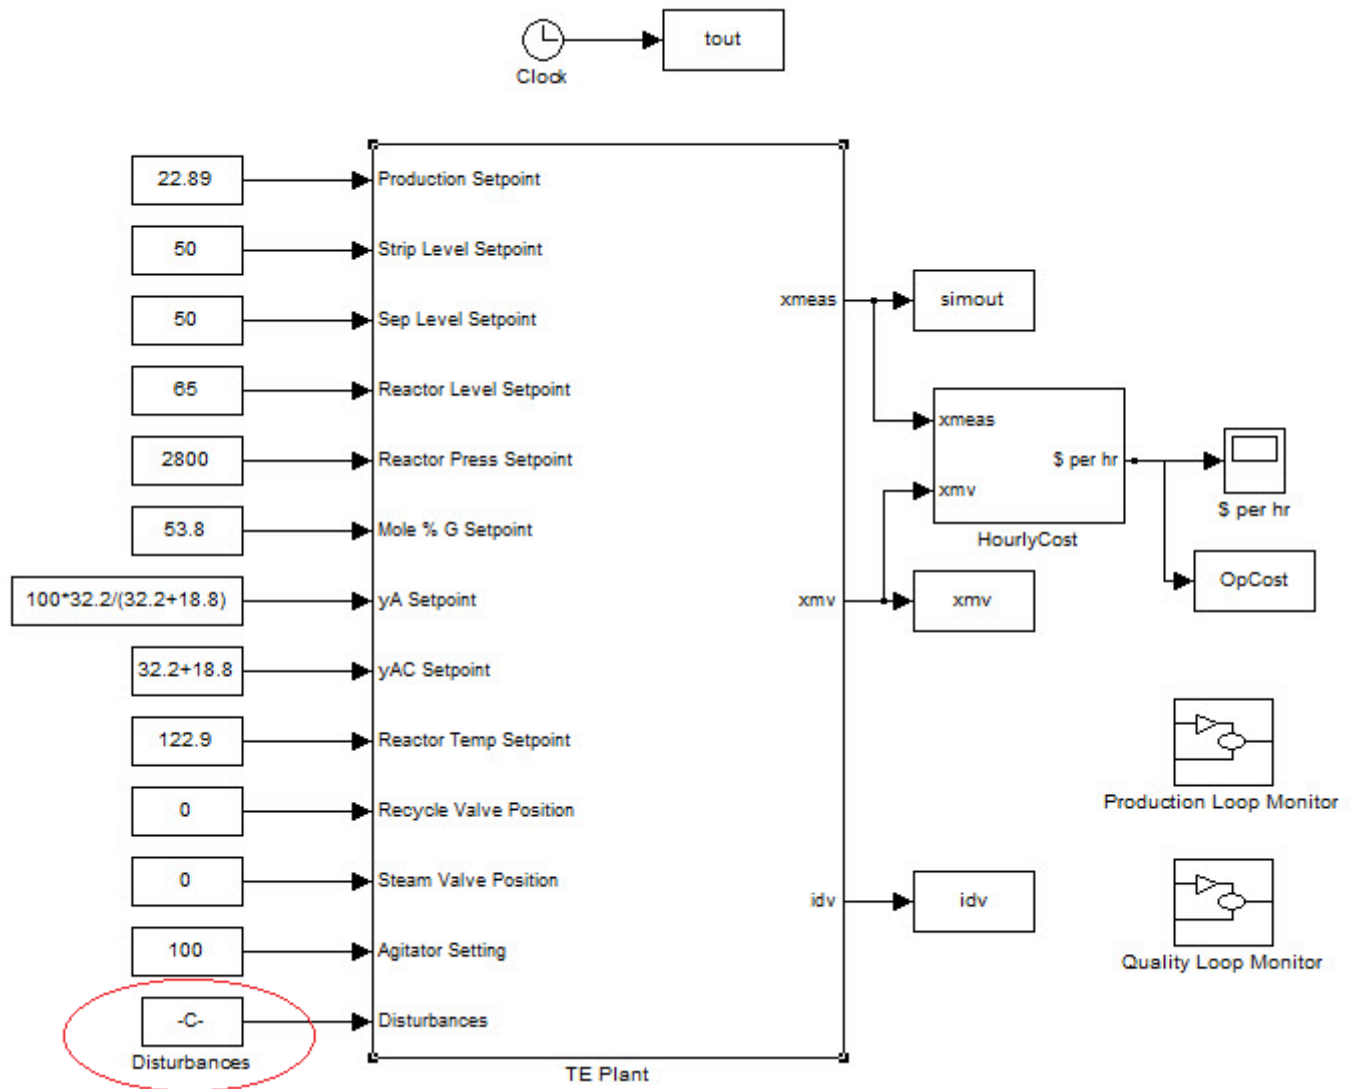 tout
Clock
22.89
Production Setpoint
50
Strip Level Setpoint
50
Sep Level Setpoint
xmeas
simout
65
Reactor Level Setpoint
2800
Reactor Press Setpoint
xmeas
$ per hr
xmv
$ per hr
HourlyCost
53.8
Mole % G Setpoint
OpCost
100*32.2/(32.2+18.8)
yA Setpoint
xmv
xmv
32.2+18.8
yAC Setpoint
122.9
Reactor Temp Setpoint
0
Recycle Valve Position
Production Loop Monitor
0
Steam Valve Position
idv
idv
100
Agitator Setting
Quality Loop Monitor
-C-
Disturbances
Disturbances
TE Plant